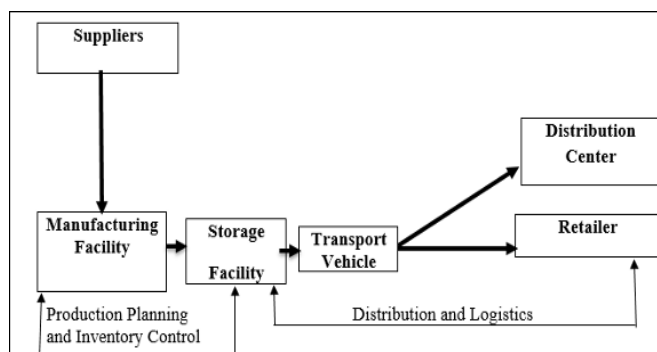 Suppliers
Distribution
Center
Manufacturing
Facility
Storage
Facility
Transport
Vehicle
Retailer
Production Planning
and Inventory Control
Distribution and Logistics